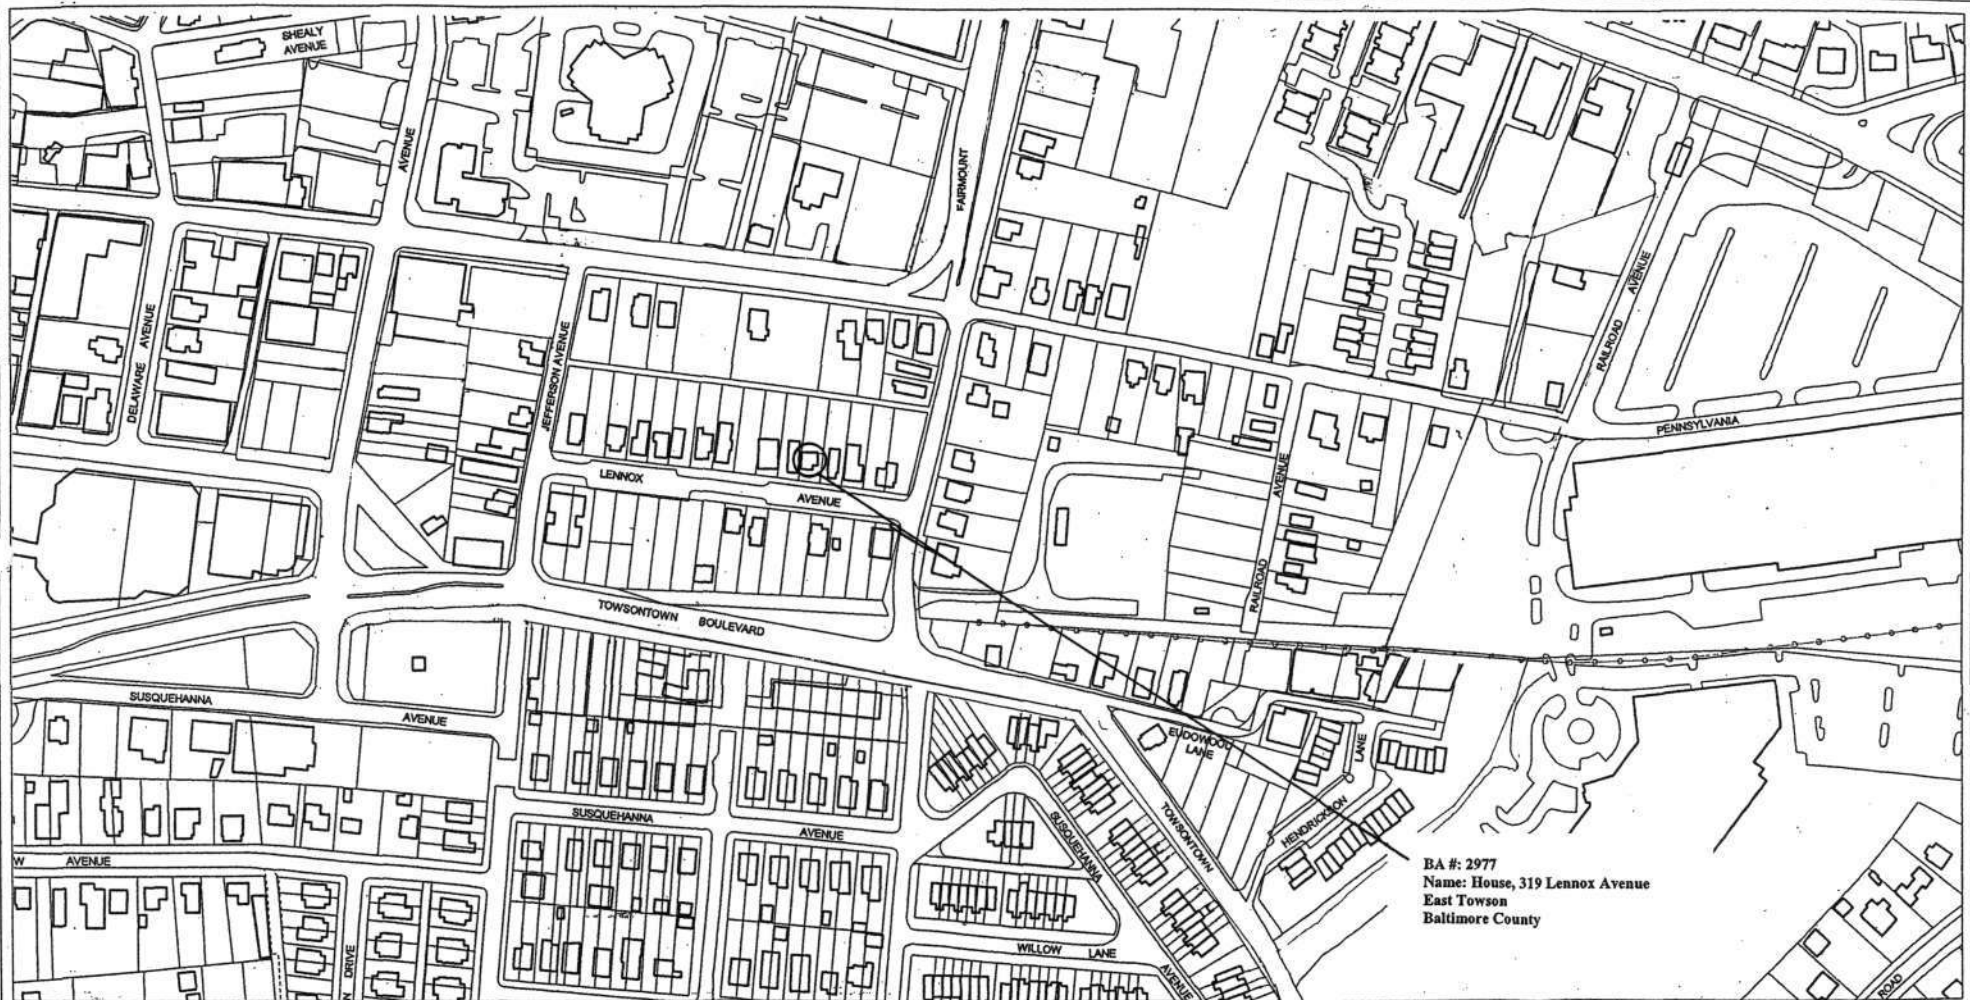 SHEALY
AVENUE
AVENUE
FAIRMOUNT
DELAWARE AVENUE
JEFFERSON AVENUE
RAILROAD AVENUE
PENNSYLVANIA
LENNOX
AVENUE
RAILROAD AVENUE
TOWSONTOWN BOULEVARD
SUSQUEHANNA
AVENUE
EUDOWOOD
LANE
LANE
HENDRICKSON
SUSQUEHANNA
AVENUE
SUSQUEHANNA
AVENUE
TOWSONTOWN
W AVENUE
BA #: 2977
Name: House, 319 Lennox Avenue
East Towson
Baltimore County
WILLOW LANE
DRIVE
ROAD